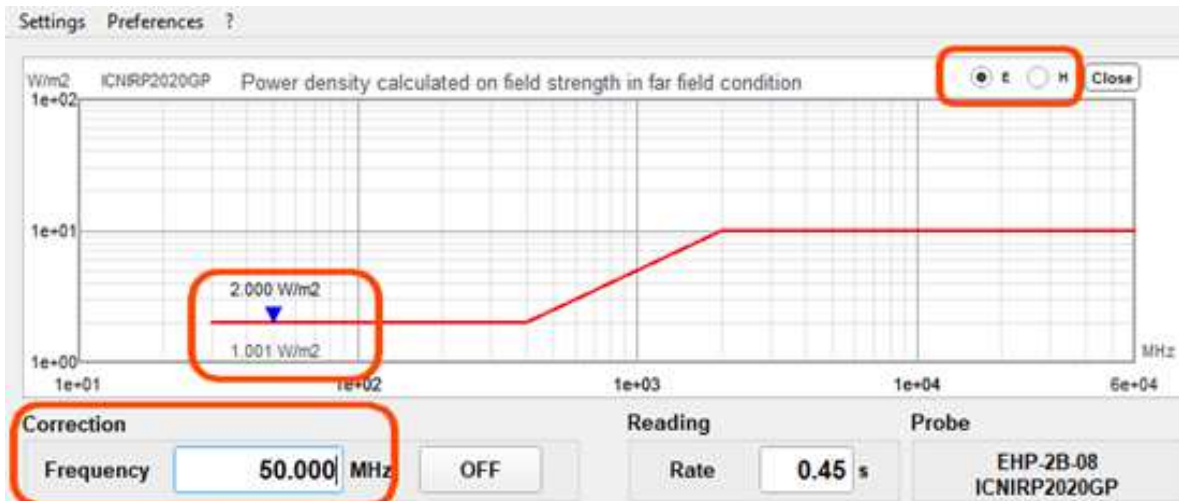 Settings Preferences ?
W/m2 ICNIRP2020GP Power density calculated on field strength in far field condition E H Close
1e+02
1e+01
2.000 W/m2
1.001 W/m2
1e+00
MHz
1e+01 1e+02 1e+03 1e+04 6e+04
Correction Reading Probe
Frequency 50.000 MHz OFF Rate 0.45 s EHP-2B-08
ICNIRP2020GP